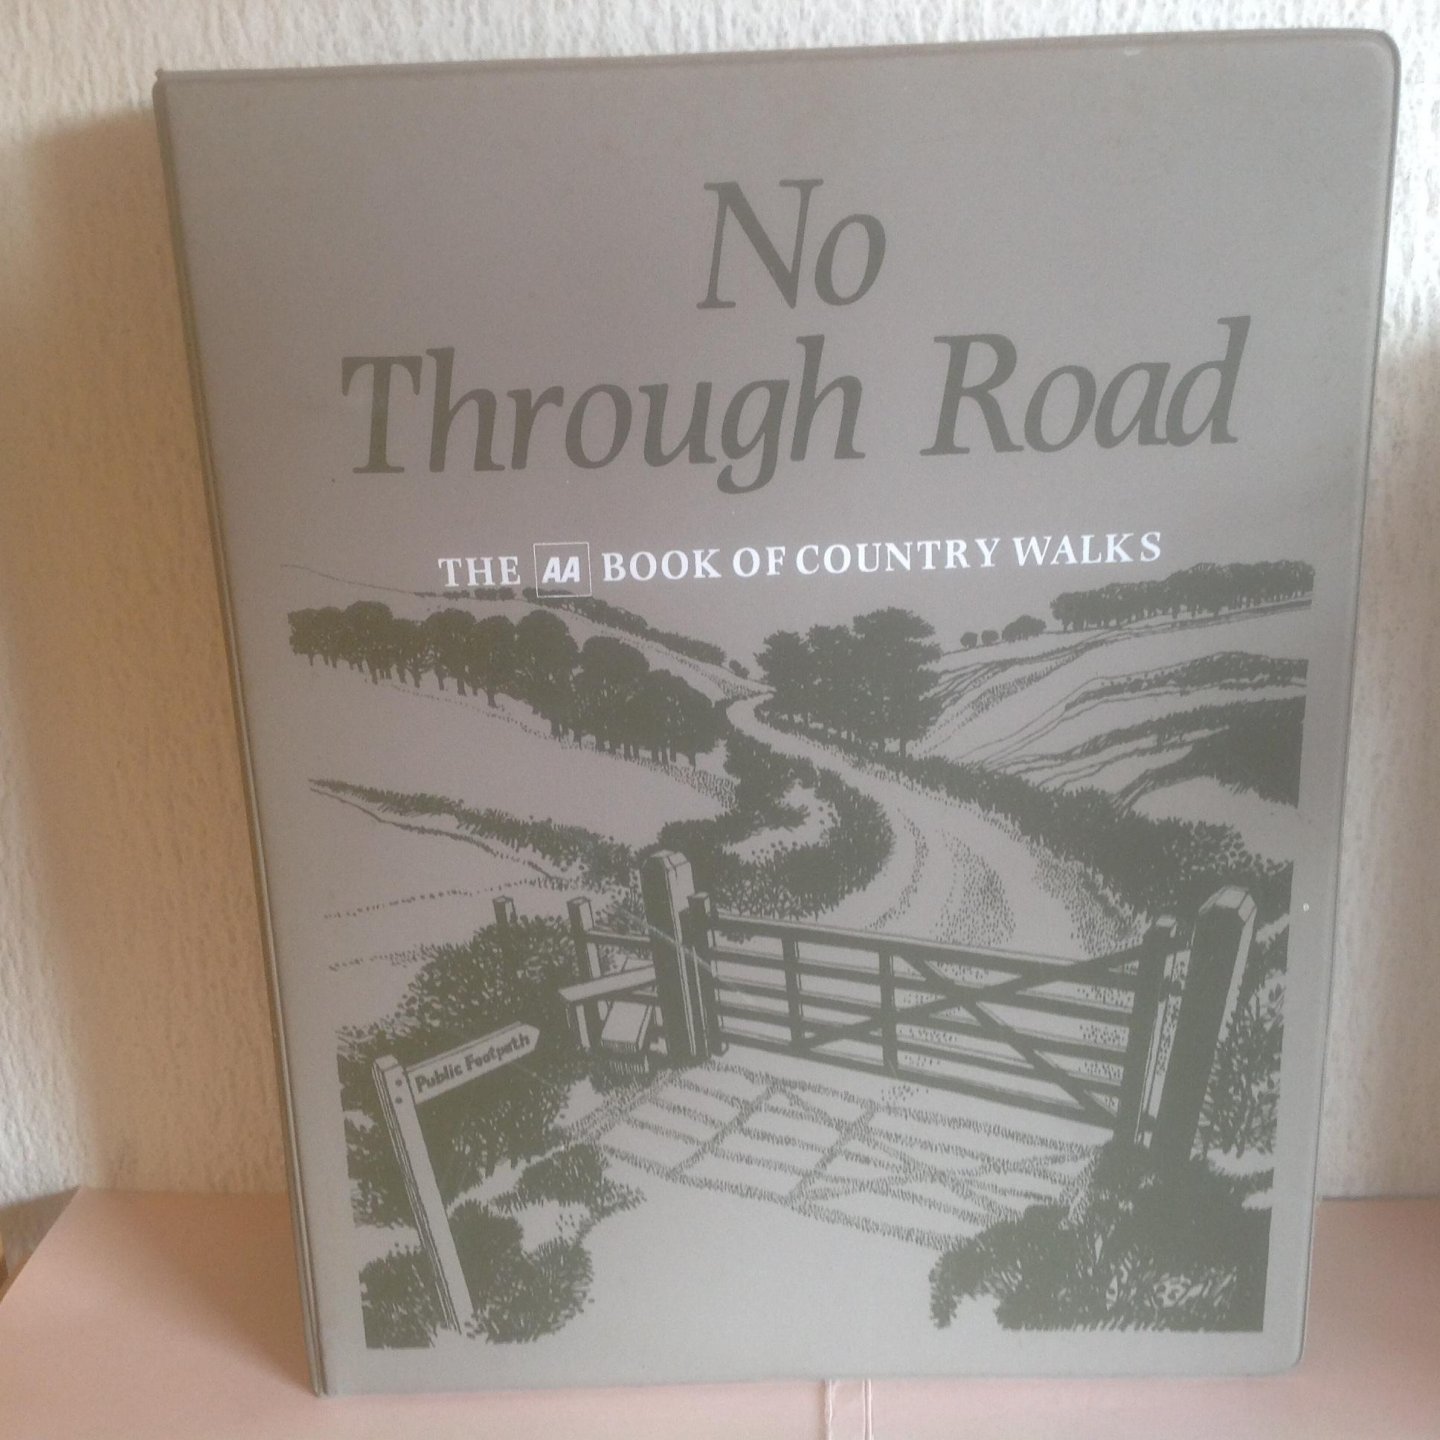 No
Through Road
THE AA BOOK OF COUNTRY WALKS
Public Footpath